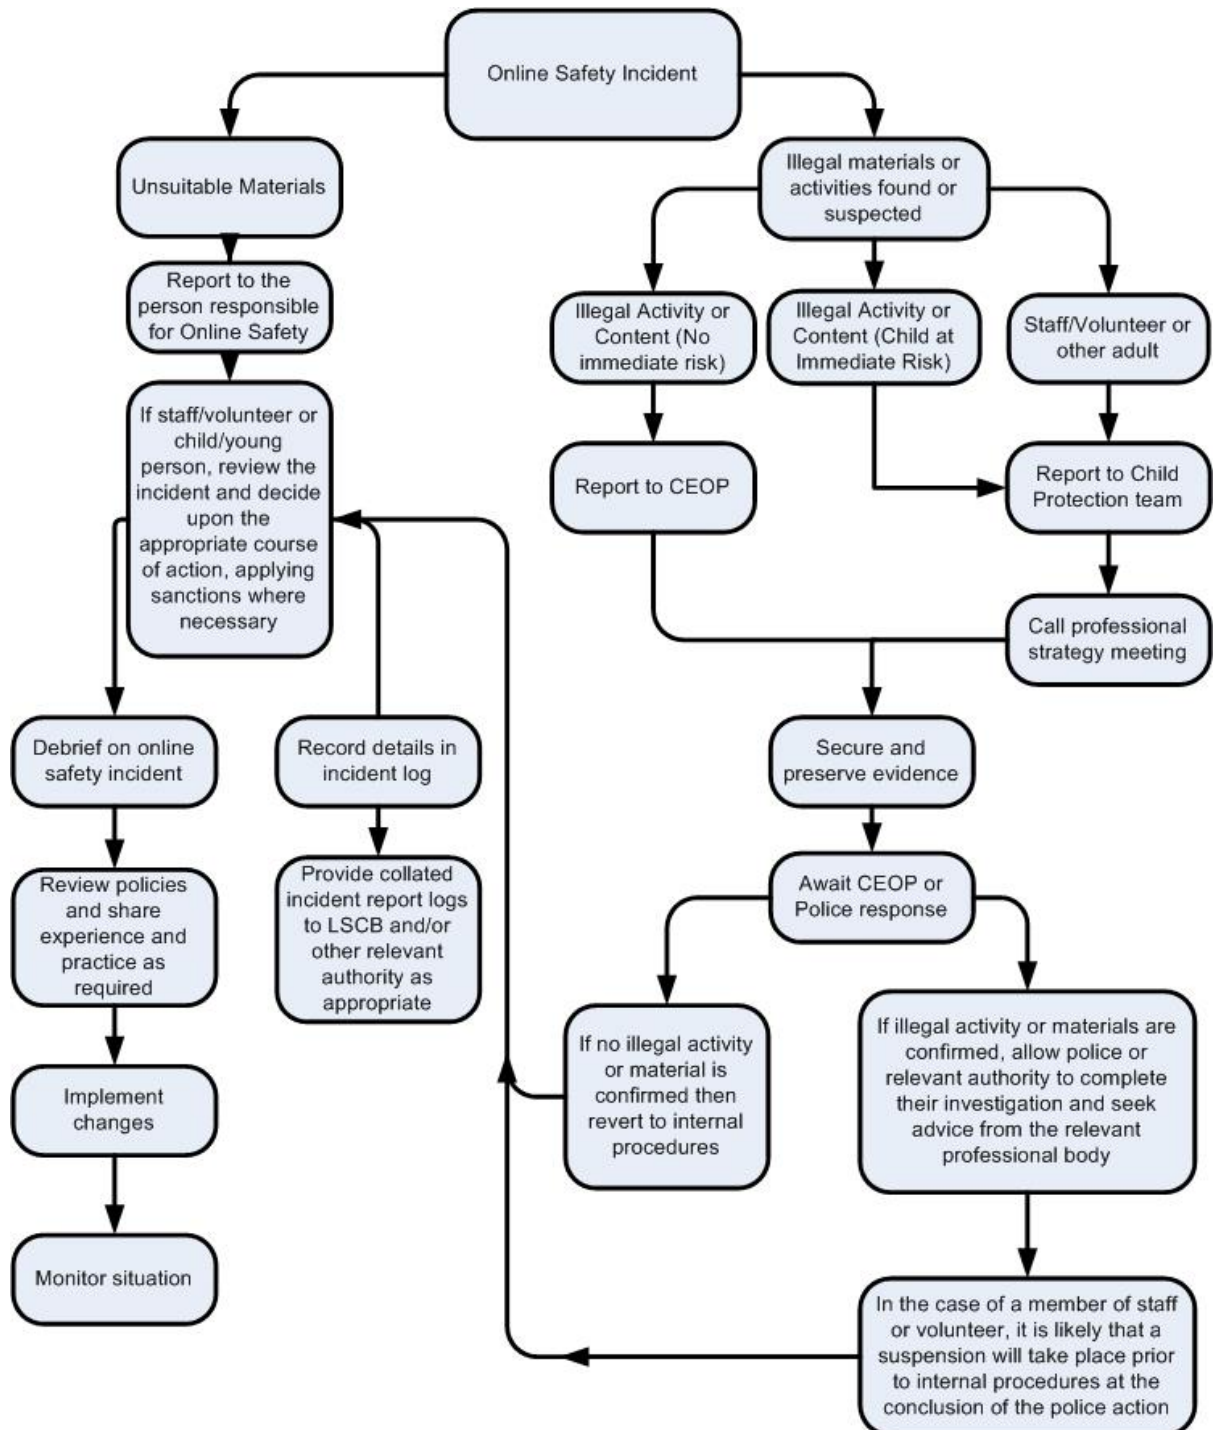 Online Safety Incident
Unsuitable Materials
Report to the
person responsible
for Online Safety
If staff/volunteer or
child/young
person, review the
incident and decide
upon the
appropriate course
of action, applying
sanctions where
necessary
Debrief on online
safety incident
Review policies
and share
experience and
practice as
required
Implement
changes
Monitor situation
Record details in
incident log
Provide collated
incident report logs
to LSCB and/or
other relevant
authority as
appropriate
Illegal materials or
activities found or
suspected
Illegal Activity or
Content (No
immediate risk)
Illegal Activity or
Content (Child at
Immediate Risk)
Staff/Volunteer or
other adult
Report to CEOP
Report to Child
Protection team
Call professional
strategy meeting
Secure and
preserve evidence
Await CEOP or
Police response
If no illegal activity
or material is
confirmed then
revert to internal
procedures
If illegal activity or materials are
confirmed, allow police or
relevant authority to complete
their investigation and seek
advice from the relevant
professional body
In the case of a member of staff
or volunteer, it is likely that a
suspension will take place prior
to internal procedures at the
conclusion of the police action